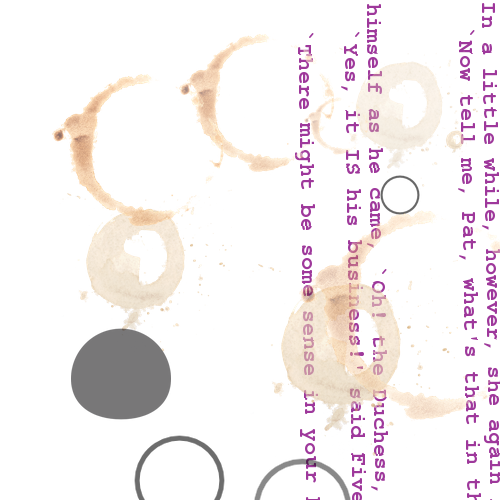 In a little while, however, she again
`Now tell me, Pat, what's that in
himself as he came, `Oh! the Duchess,
`Yes, it IS his business!' said Five
`There might be some sense in your